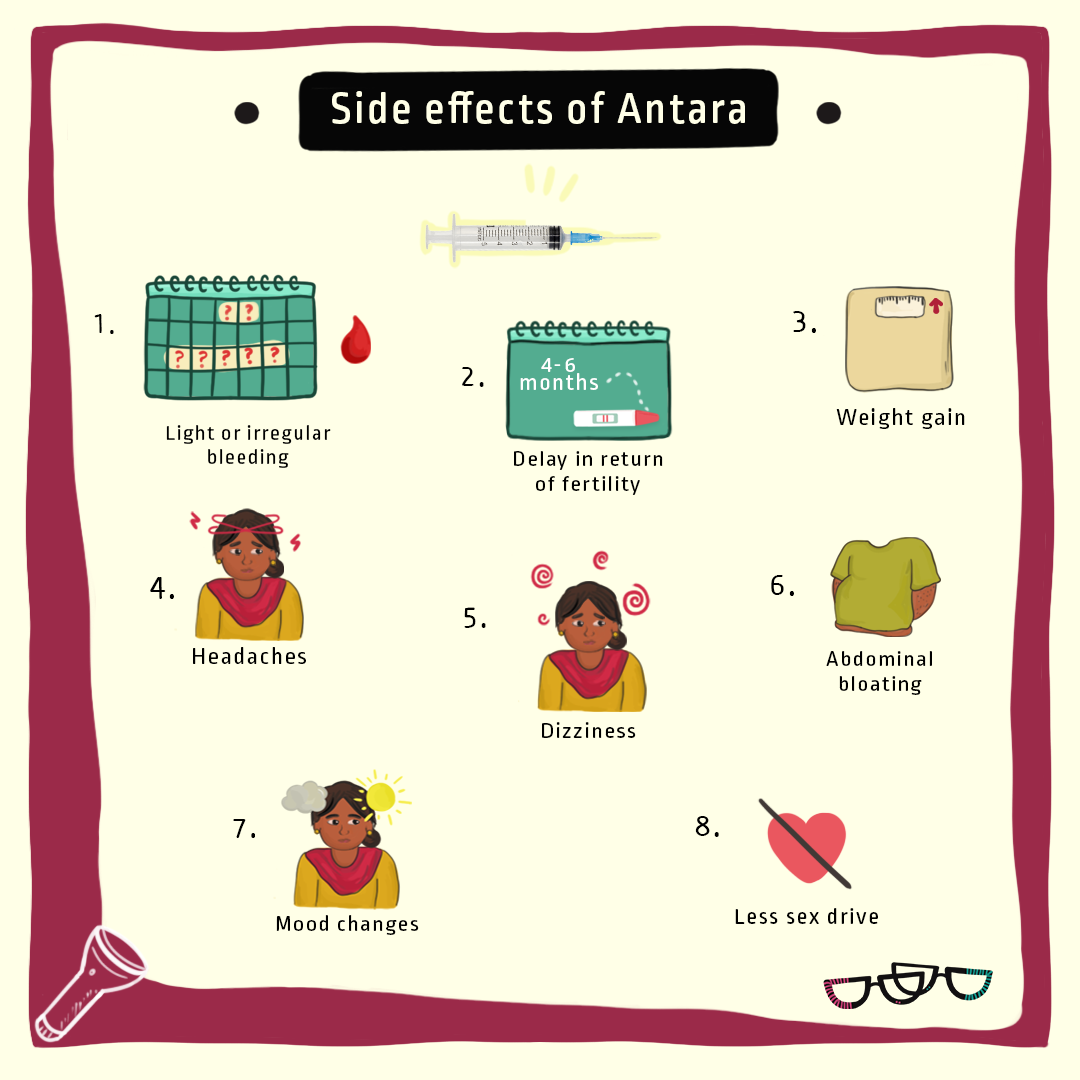 Side effects of Antara
1.
Light or irregular
bleeding
? ?
? ? ? ? ?
2.
4-6
months
Delay in return
of fertility
3.
Weight gain
4.
Headaches
5.
Dizziness
6.
Abdominal
bloating
7.
Mood changes
8.
Less sex drive